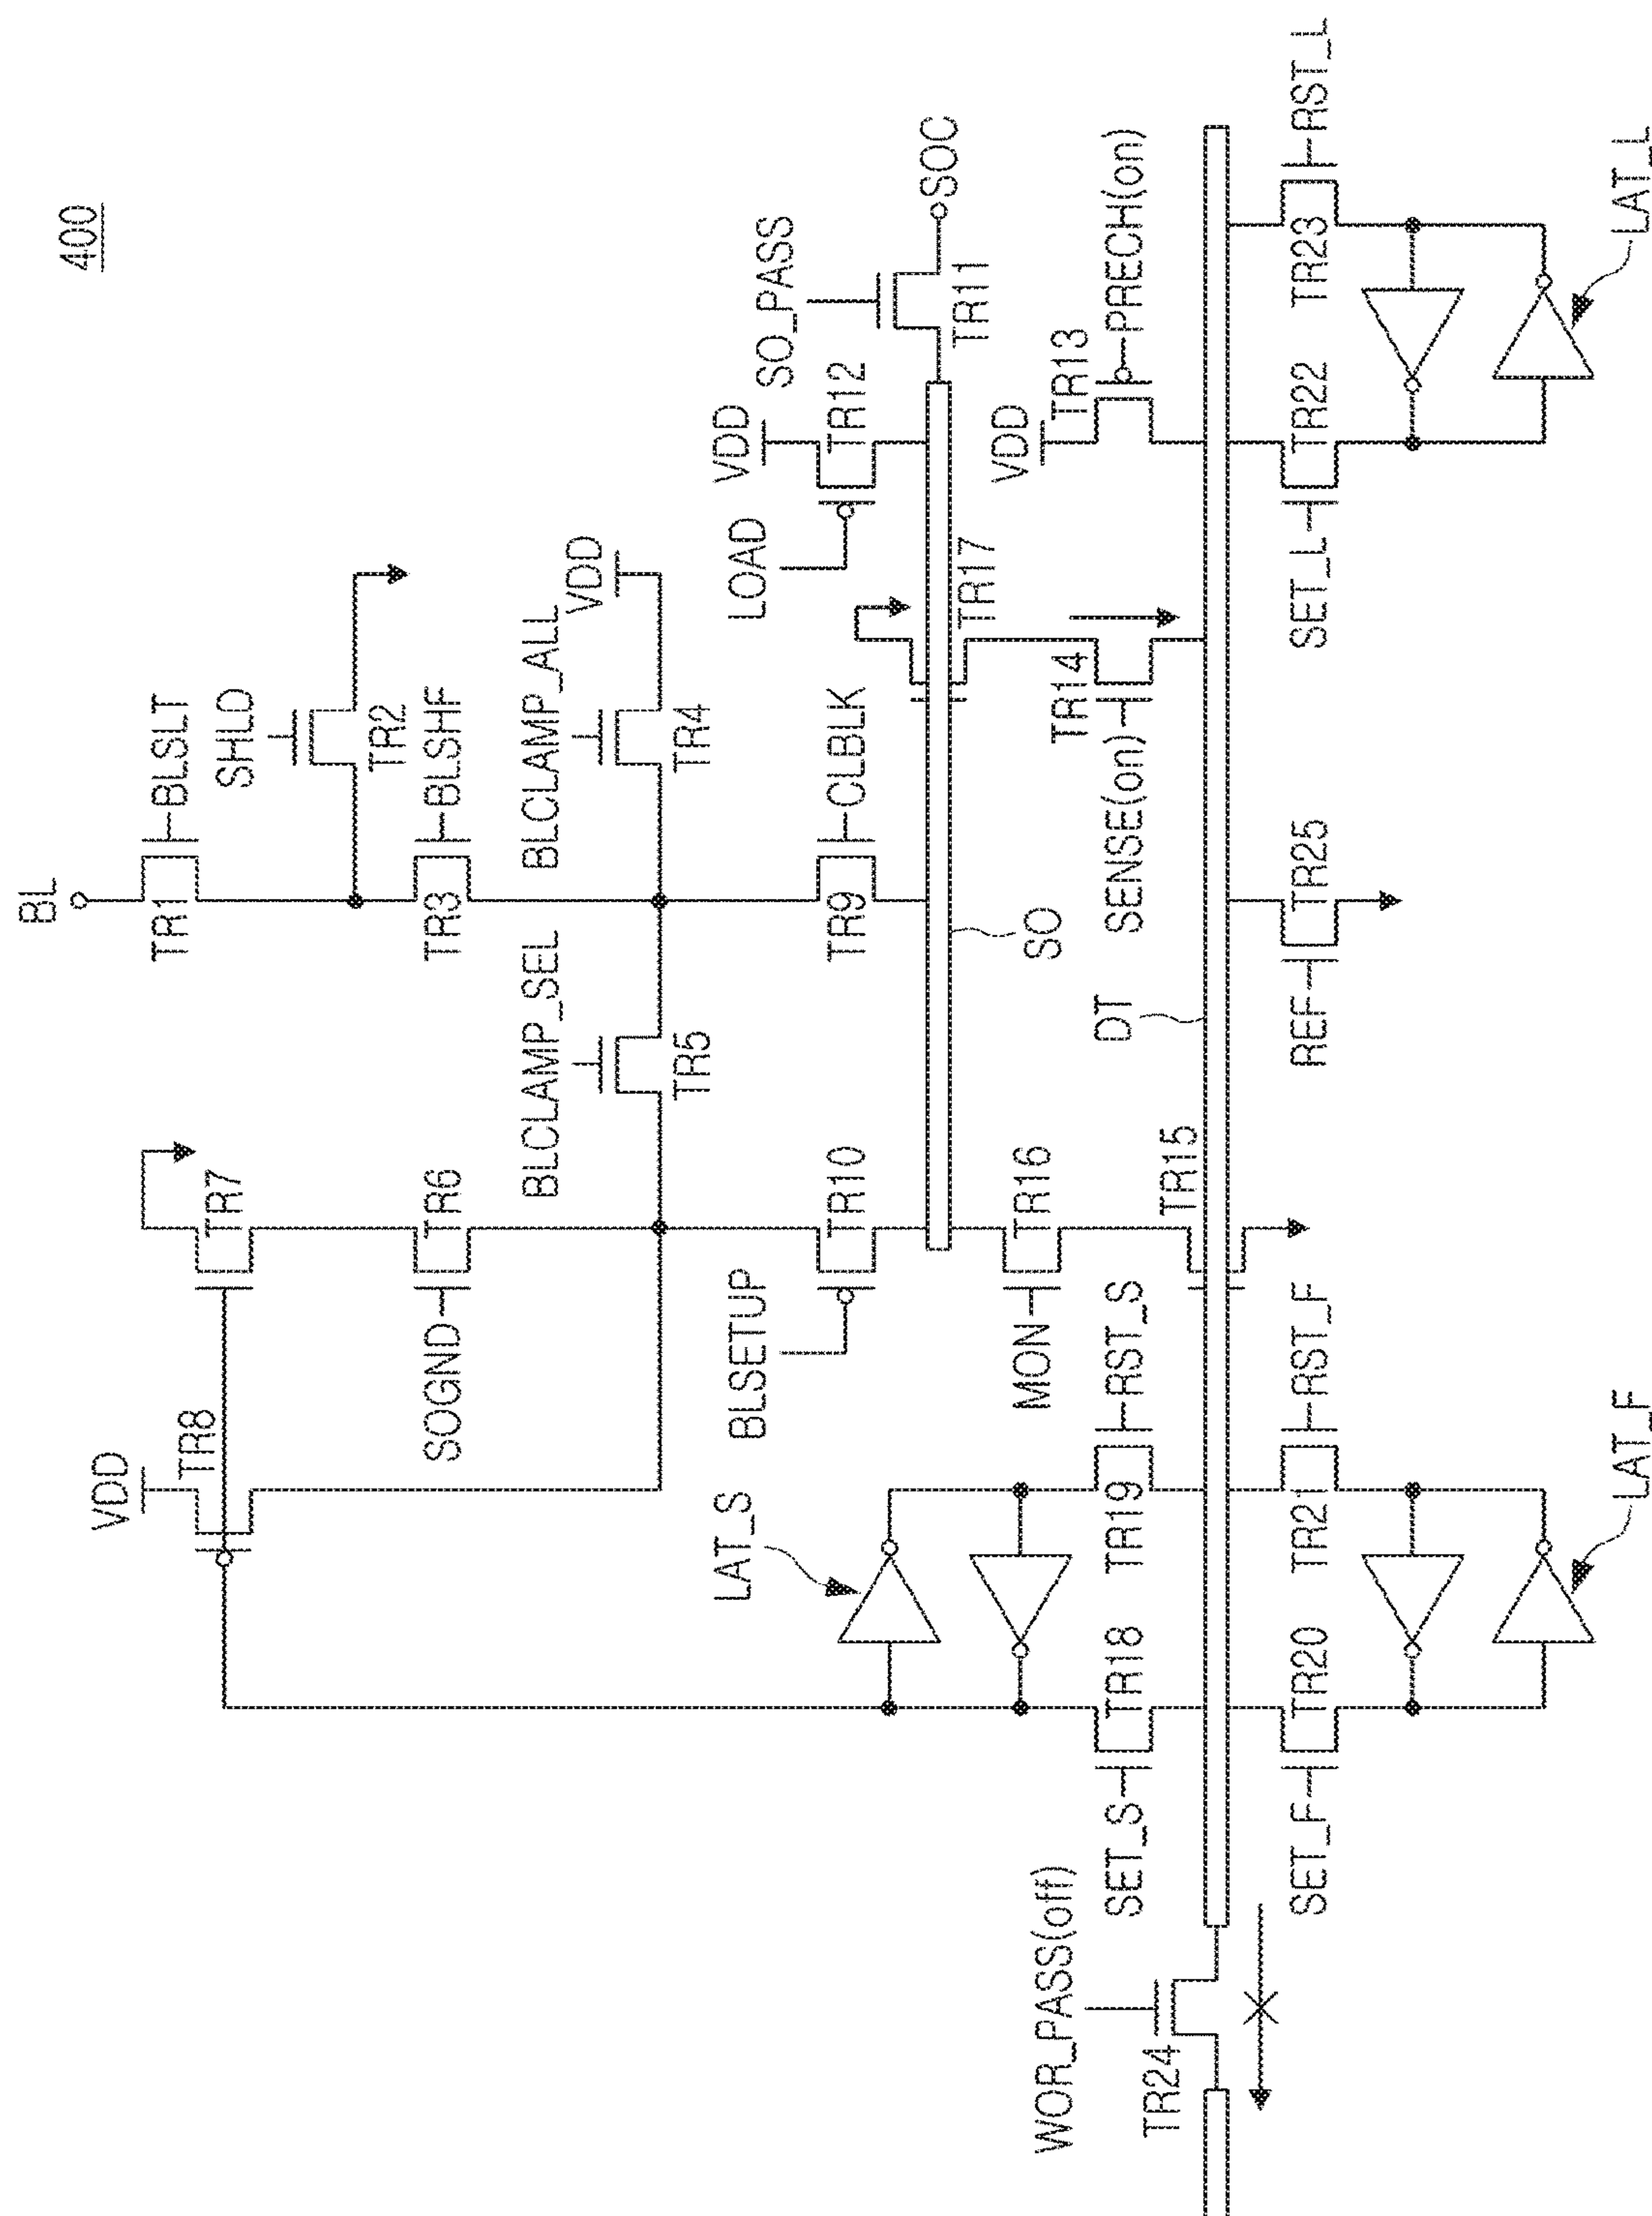 400
BL
BLSLT
TR1
SHLD
TR2
BLSHF
TR3
BLCLAMP_ALL
VDD
TR4
BLCLAMP_SEL
TR5
TR7
TR6
SOGND
VDD
TR8
CLBLK
TR9
BLSETUP
TR10
LOAD
VDD
TR12
SO_PASS
SOC
TR11
TR17
SO
MON
TR16
TR15
LAT_S
SENSE(on)
TR14
VDD
TR13
PRECH(on)
DT
SET_S
TR18
TR19
RST_S
WOR_PASS(off)
TR24
SET_F
TR20
TR21
RST_F
LAT_F
REF
TR25
SET_L
TR22
TR23
RST_L
LAT_L